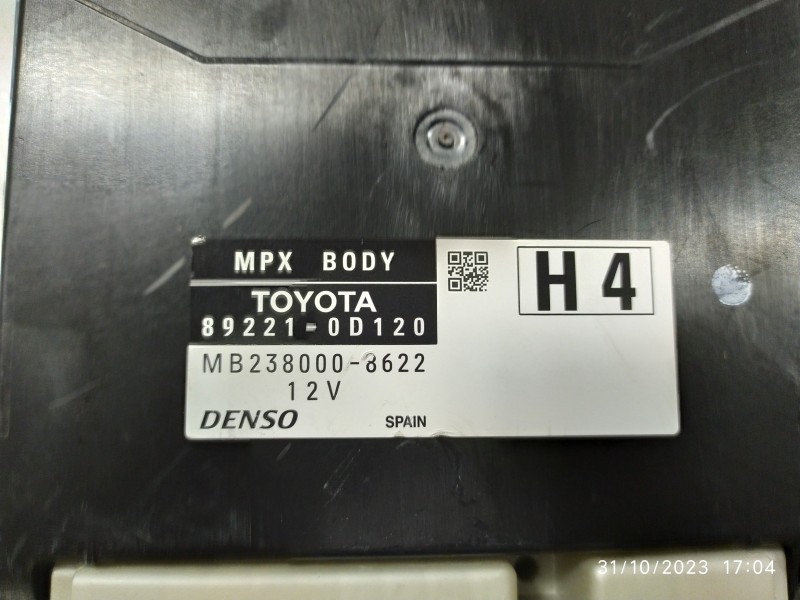 MPX BODY
TOYOTA
89221-0D120
MB238000-8622
12V
DENSO SPAIN
H4
31/10/2023 17:04